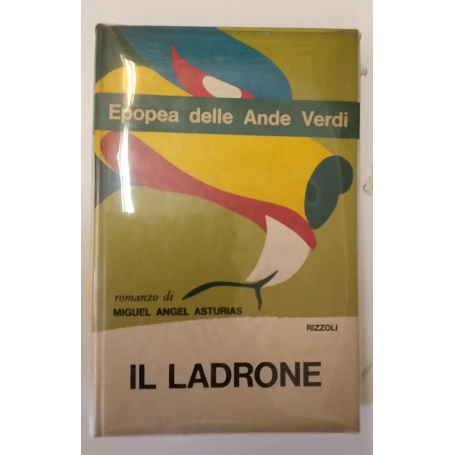 Epopea delle Ande Verdi
romanzo di
MIGUEL ANGEL ASTURIAS
RIZZOLI
IL LADRONE